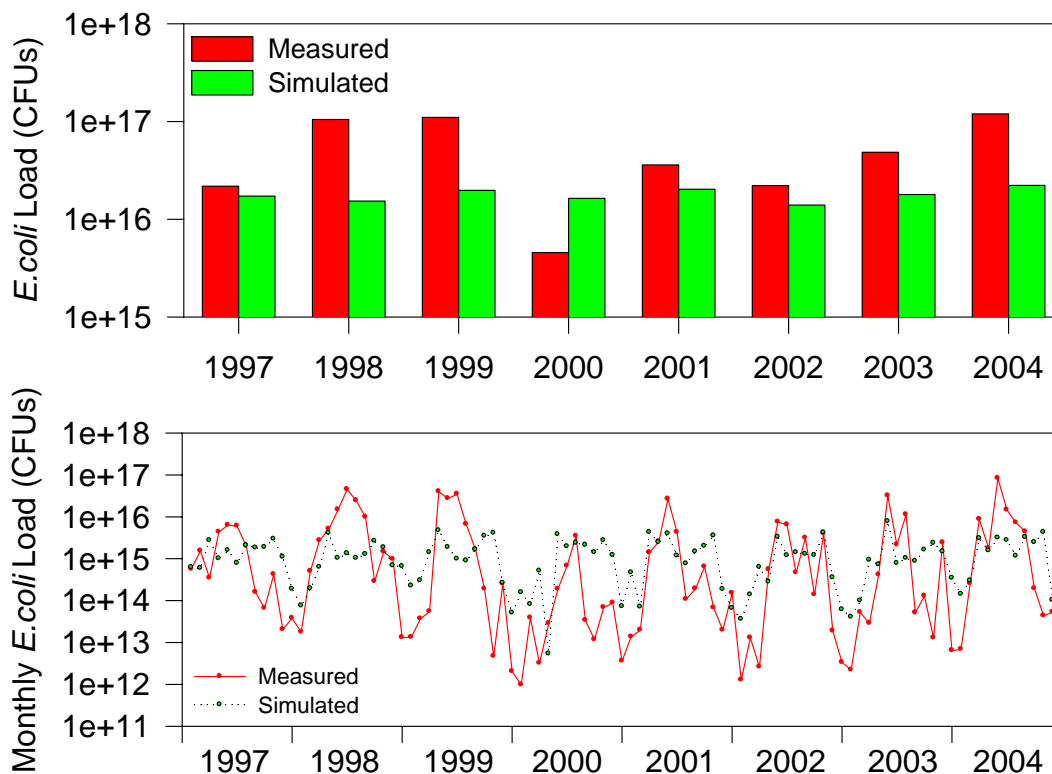 E.coli Load (CFUs)
1e+18
1e+17
1e+16
1e+15
Measured
Simulated
1997 1998 1999 2000 2001 2002 2003 2004
Monthly E.coli Load (CFUs)
1e+18
1e+17
1e+16
1e+15
1e+14
1e+13
1e+12
1e+11
Measured
Simulated
1997 1998 1999 2000 2001 2002 2003 2004